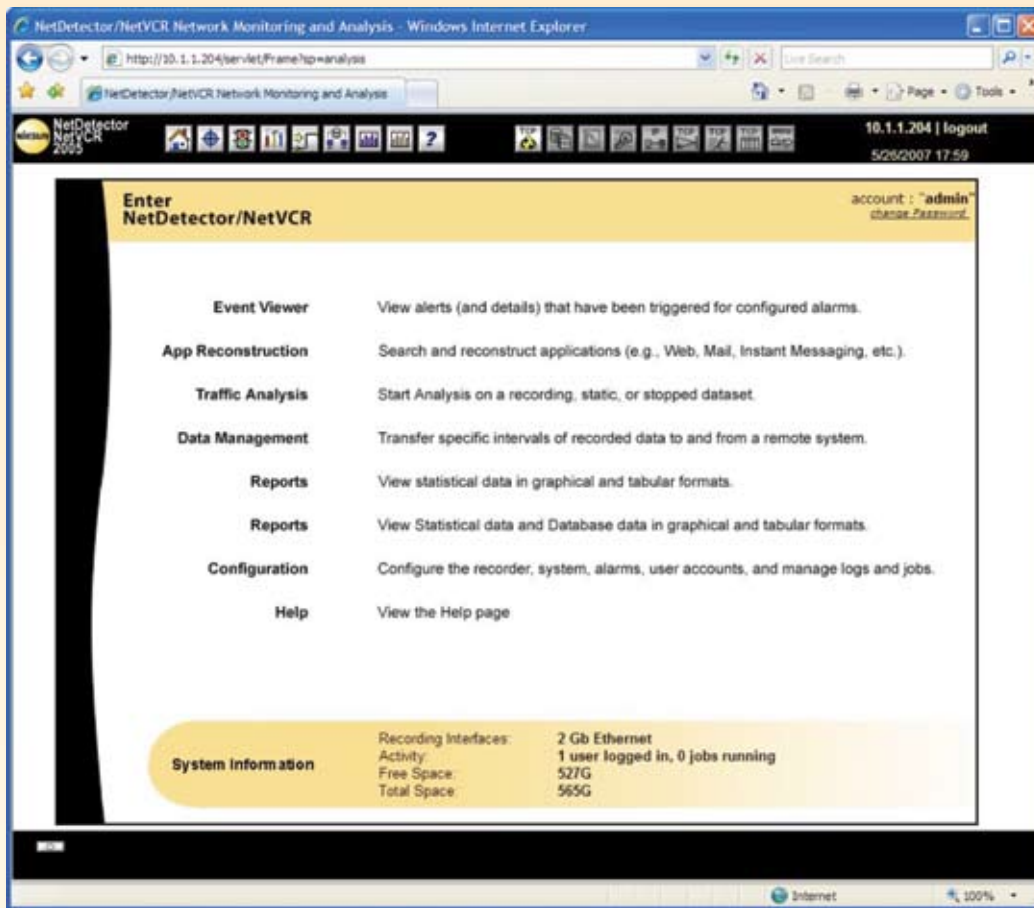 NetDetector/NetVCR Network Monitoring and Analysis - Windows Internet Explorer
http://10.1.1.204/servlet/Frame?sp=analysis
Live Search
NetDetector/NetVCR Network Monitoring and Analysis
Page
Tools
niksun
NetDetector
NetVCR
2005
?
TCP
IP
TCP
TCP
10.1.1.204 | logout
5/26/2007 17:59
Enter
NetDetector/NetVCR
account : "admin"
change Password
Event Viewer View alerts (and details) that have been triggered for configured alarms.
App Reconstruction Search and reconstruct applications (e.g., Web, Mail, Instant Messaging, etc.).
Traffic Analysis Start Analysis on a recording, static, or stopped dataset.
Data Management Transfer specific intervals of recorded data to and from a remote system.
Reports View statistical data in graphical and tabular formats.
Reports View Statistical data and Database data in graphical and tabular formats.
Configuration Configure the recorder, system, alarms, user accounts, and manage logs and jobs.
Help View the Help page
System Information
Recording Interfaces: 2 Gb Ethernet
Activity: 1 user logged in, 0 jobs running
Free Space: 527G
Total Space: 565G
Internet
100%